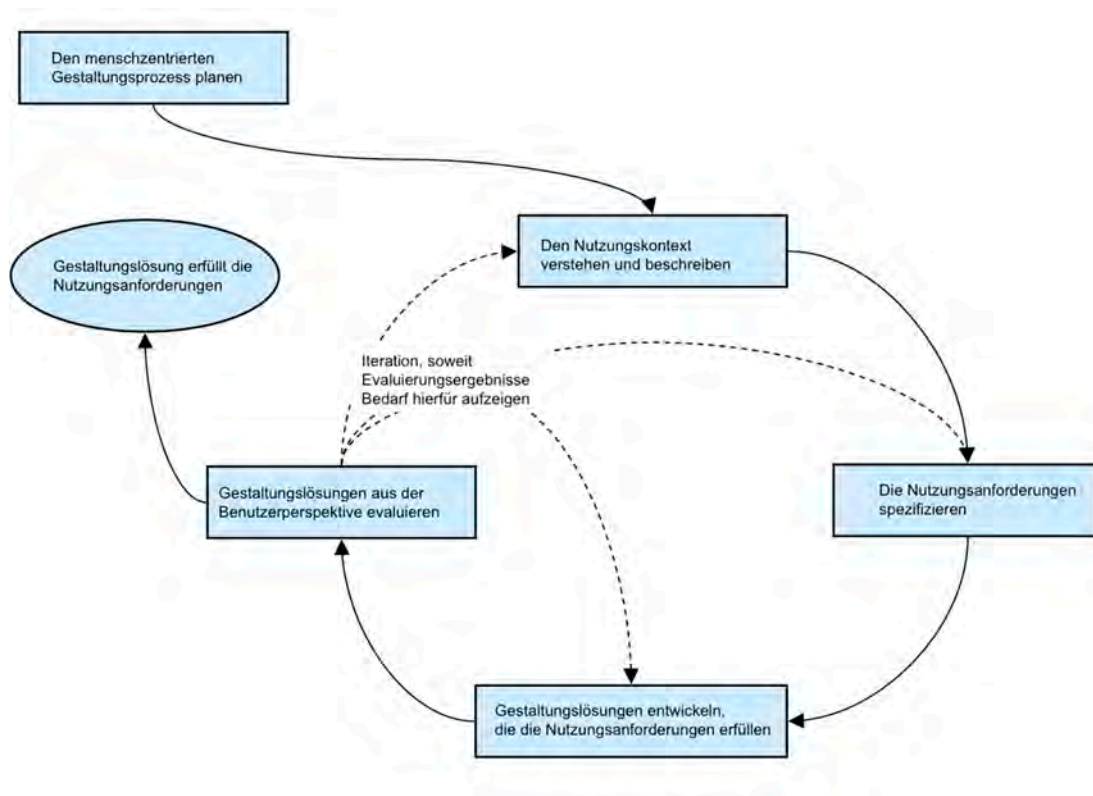 Den menschzentrierten
Gestaltungsprozess planen
Den Nutzungskontext
verstehen und beschreiben
Gestaltungslösung erfüllt die
Nutzungsanforderungen
Iteration, soweit
Evaluierungsergebnisse
Bedarf hierfür aufzeigen
Gestaltungslösungen aus der
Benutzerperspektive evaluieren
Die Nutzungsanforderungen
spezifizieren
Gestaltungslösungen entwickeln,
die die Nutzungsanforderungen erfüllen